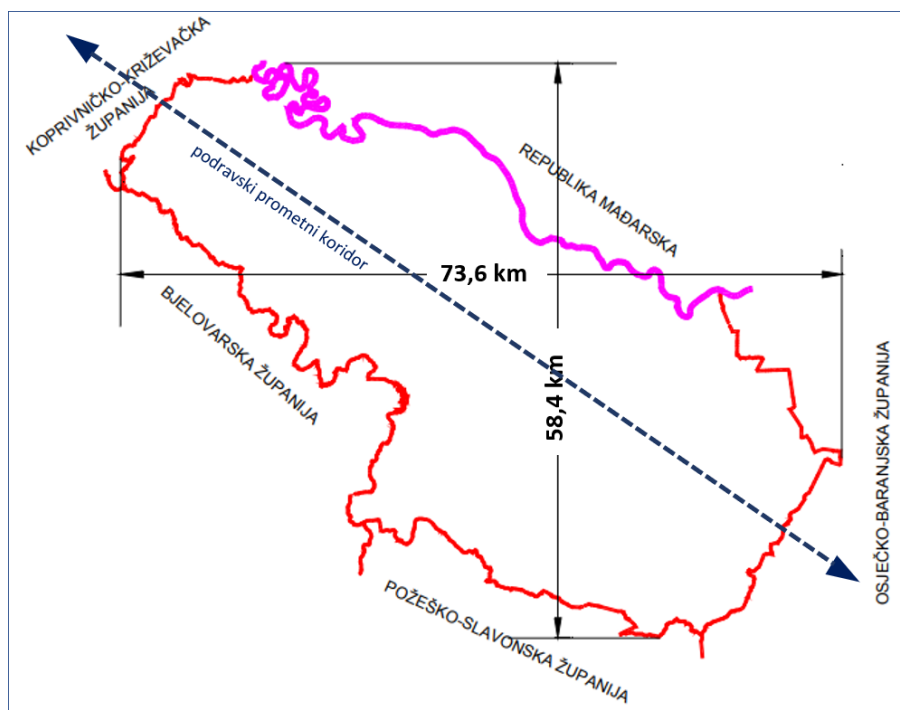 KOPRIVNIČKO-KRIŽEVAČKA
ŽUPANIJA
podravski prometni koridor
REPUBLIKA MAĐARSKA
73,6 km
BJELOVARSKA ŽUPANIJA
58,4 km
OSJEČKO-BARANJSKA ŽUPANIJA
POŽEŠKO-SLAVONSKA ŽUPANIJA